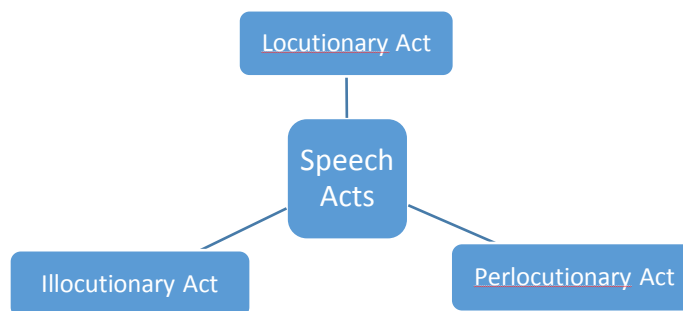 Locutionary Act
Speech
Acts
Illocutionary Act
Perlocutionary Act